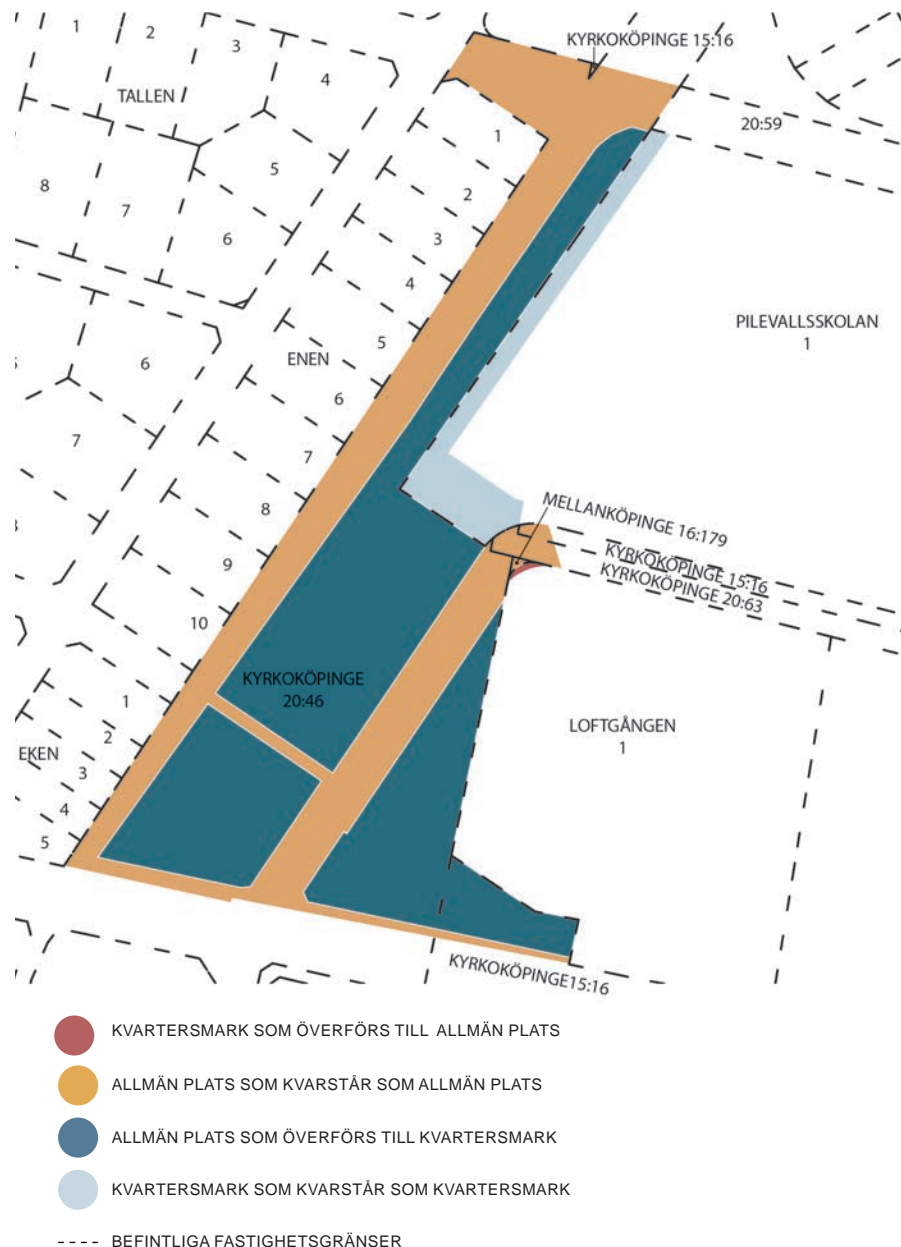 1
2
3
4
KYRKOKÖPINGE 15:16
TALLEN
20:59
1
5
8
7
2
6
3
4
PILEVALLSSKOLAN
1
5
ENEN
6
6
7
7
8
MELLANKÖPINGE 16:179
9
KYRKOKÖPINGE 15:16
KYRKOKÖPINGE 20:63
10
KYRKOKÖPINGE
20:46
1
LOFTGÅNGEN
1
2
EKEN
3
4
5
KYRKOKÖPINGE15:16
KVARTERSMARK SOM ÖVERFÖRS TILL ALLMÄN PLATS
ALLMÄN PLATS SOM KVARSTÅR SOM ALLMÄN PLATS
ALLMÄN PLATS SOM ÖVERFÖRS TILL KVARTERSMARK
KVARTERSMARK SOM KVARSTÅR SOM KVARTERSMARK
BEFINTLIGA FASTIGHETSGRÄNSER